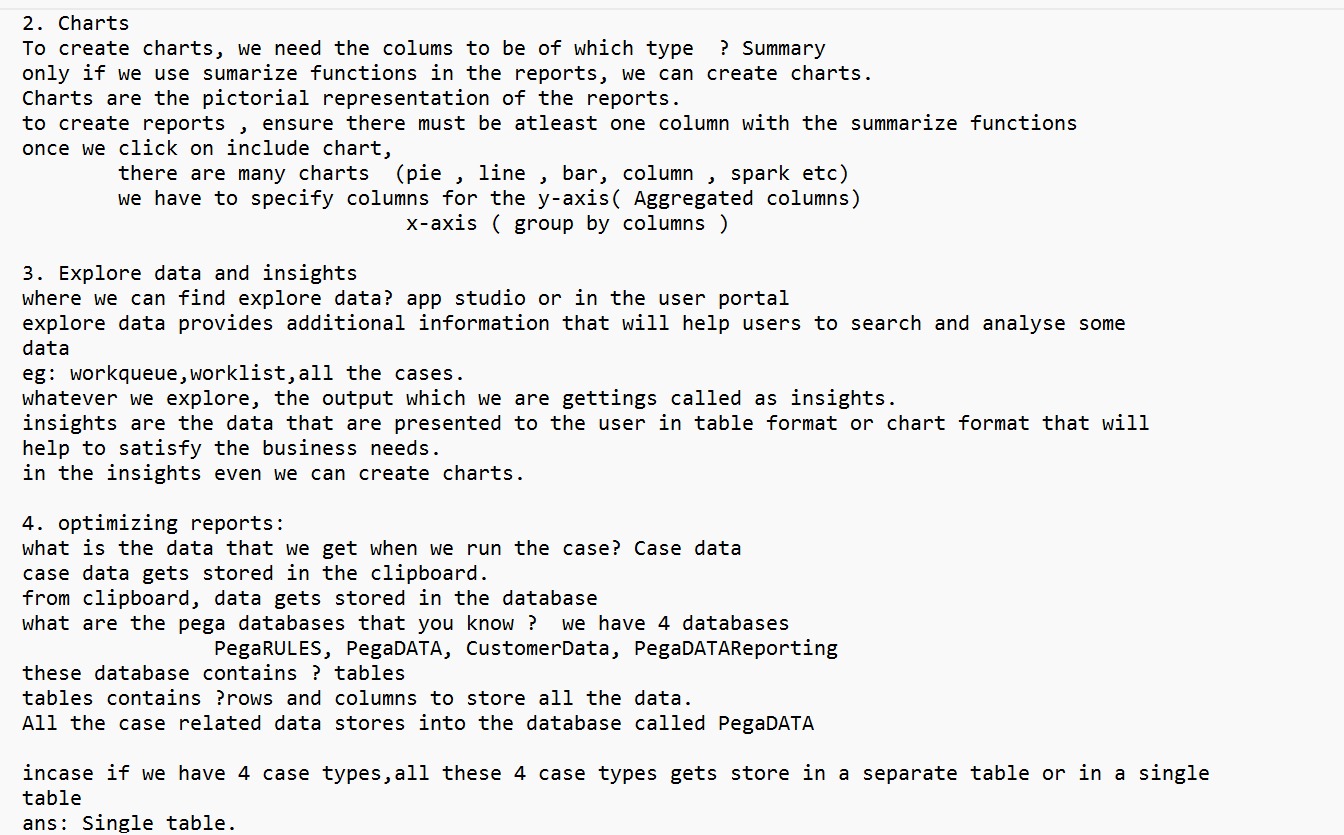 2. Charts
To create charts, we need the colums to be of which type  ? Summary
only if we use sumarize functions in the reports, we can create charts.
Charts are the pictorial representation of the reports.
to create reports , ensure there must be atleast one column with the summarize functions
once we click on include chart,
        there are many charts  (pie , line , bar, column , spark etc)
        we have to specify columns for the y-axis( Aggregated columns)
                                x-axis ( group by columns )

3. Explore data and insights
where we can find explore data? app studio or in the user portal
explore data provides additional information that will help users to search and analyse some
data
eg: workqueue,worklist,all the cases.
whatever we explore, the output which we are gettings called as insights.
insights are the data that are presented to the user in table format or chart format that will
help to satisfy the business needs.
in the insights even we can create charts.

4. optimizing reports:
what is the data that we get when we run the case? Case data
case data gets stored in the clipboard.
from clipboard, data gets stored in the database
what are the pega databases that you know ?  we have 4 databases
                PegaRULES, PegaDATA, CustomerData, PegaDATAReporting
these database contains ? tables
tables contains ?rows and columns to store all the data.
All the case related data stores into the database called PegaDATA

incase if we have 4 case types,all these 4 case types gets store in a separate table or in a single
table
ans: Single table.